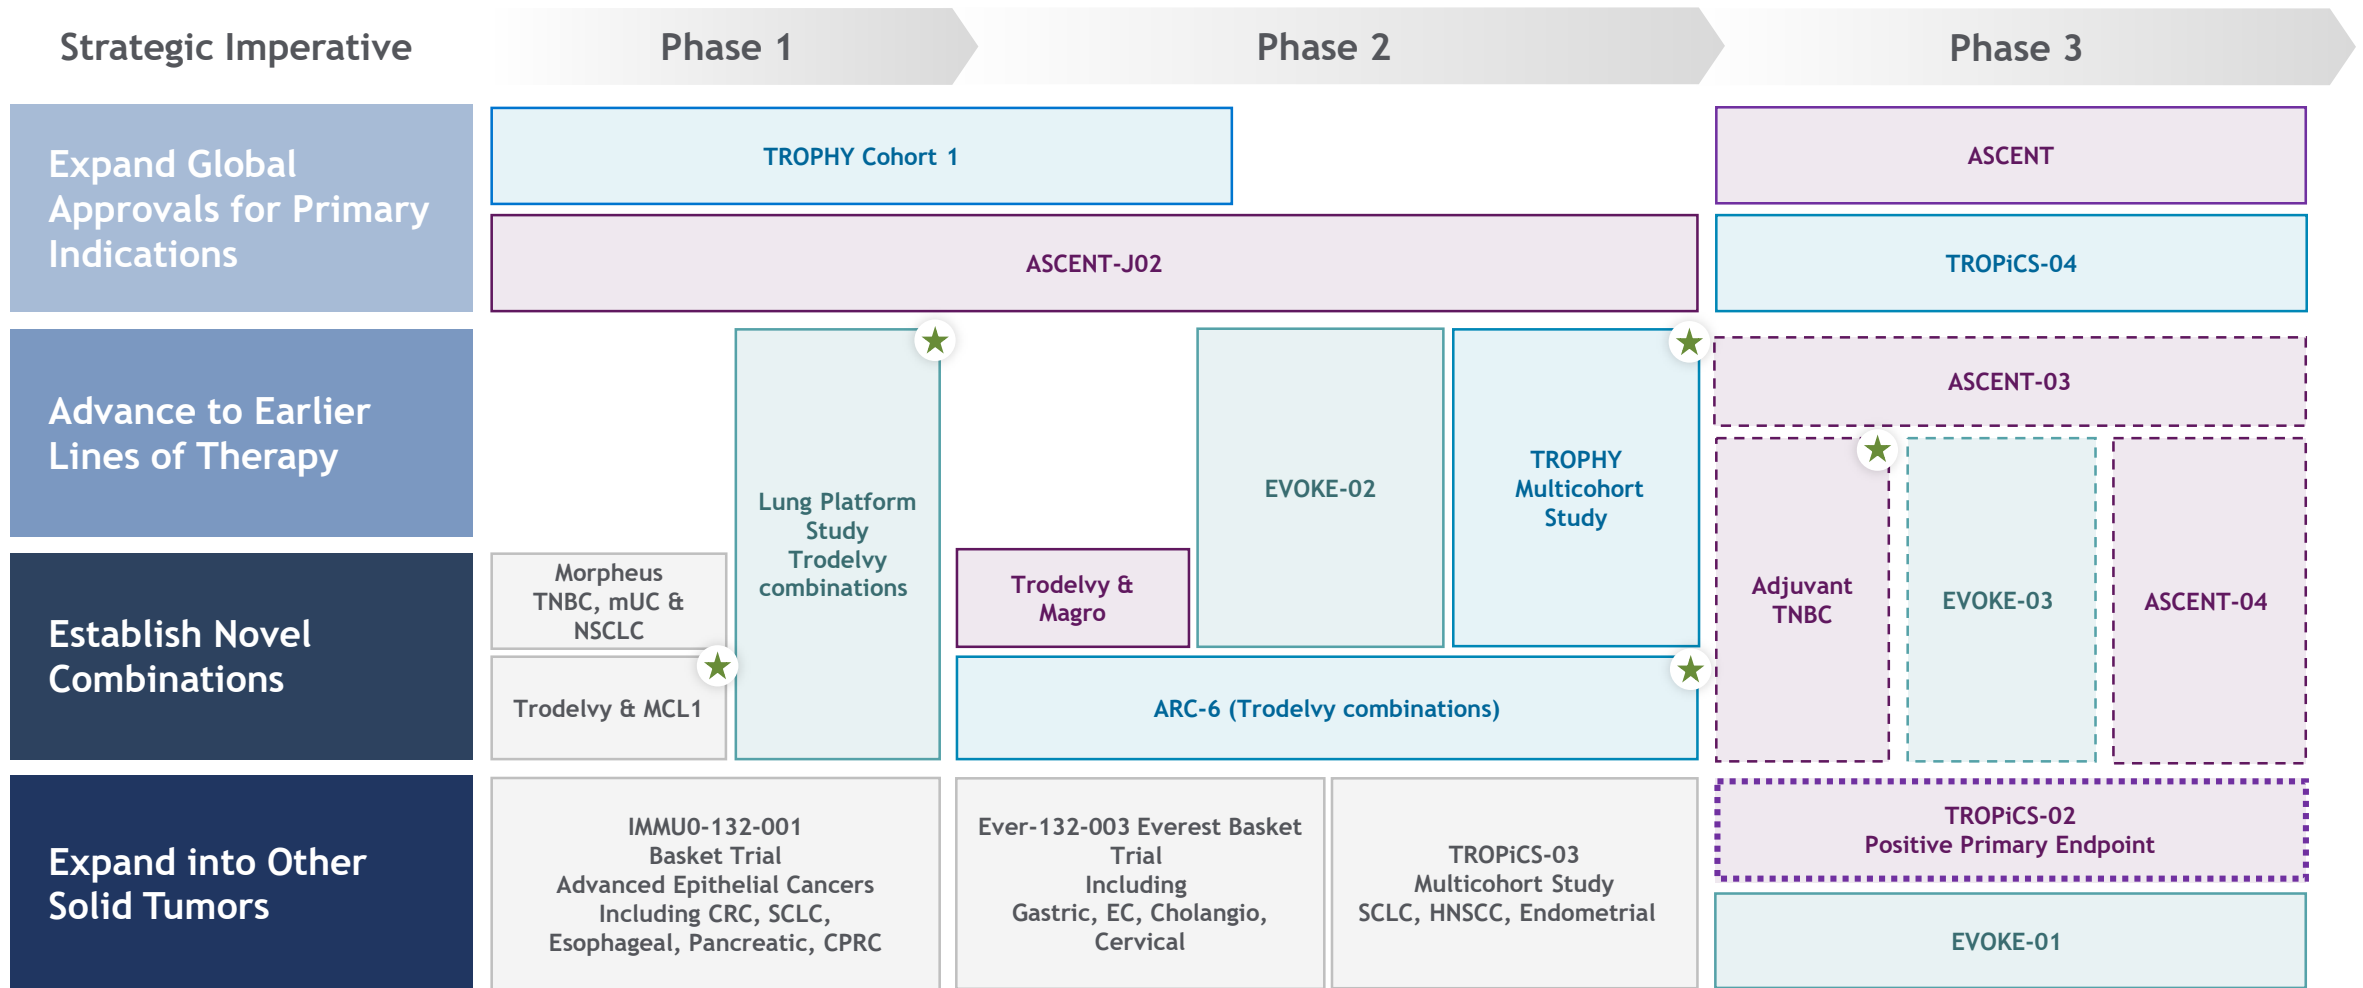 Strategic Imperative
Phase 1
Phase 2
Phase 3
Expand Global
Approvals for Primary
Indications
TROPHY Cohort 1
ASCENT
ASCENT-J02
TROPiCS-04
Advance to Earlier
Lines of Therapy
Lung Platform
Study
Trodelvy
combinations
EVOKE-02
TROPHY
Multicohort
Study
ASCENT-03
Adjuvant
TNBC
EVOKE-03
ASCENT-04
Establish Novel
Combinations
Morpheus
TNBC, mUC &
NSCLC
Trodelvy &
Magro
Trodelvy & MCL1
ARC-6 (Trodelvy combinations)
Expand into Other
Solid Tumors
IMMU0-132-001
Basket Trial
Advanced Epithelial Cancers
Including CRC, SCLC,
Esophageal, Pancreatic, CPRC
Ever-132-003 Everest Basket
Trial
Including
Gastric, EC, Cholangio,
Cervical
TROPiCS-03
Multicohort Study
SCLC, HNSCC, Endometrial
TROPiCS-02
Positive Primary Endpoint
EVOKE-01